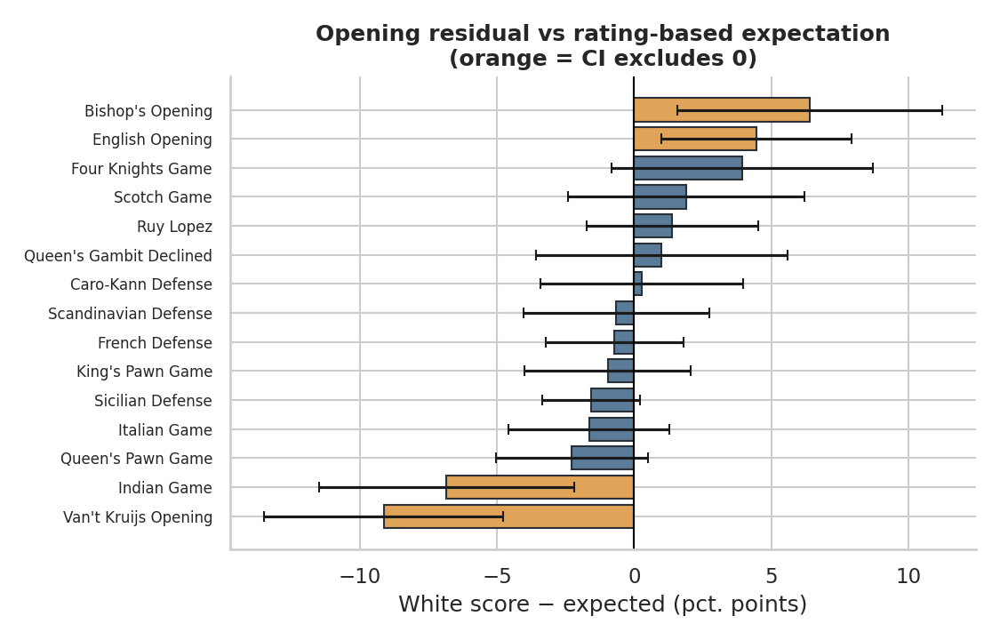 Opening residual vs rating-based expectation
(orange = CI excludes 0)
Bishop's Opening
English Opening
Four Knights Game
Scotch Game
Ruy Lopez
Queen's Gambit Declined
Caro-Kann Defense
Scandinavian Defense
French Defense
King's Pawn Game
Sicilian Defense
Italian Game
Queen's Pawn Game
Indian Game
Van't Kruijs Opening
−10 −5 0 5 10
White score − expected (pct. points)